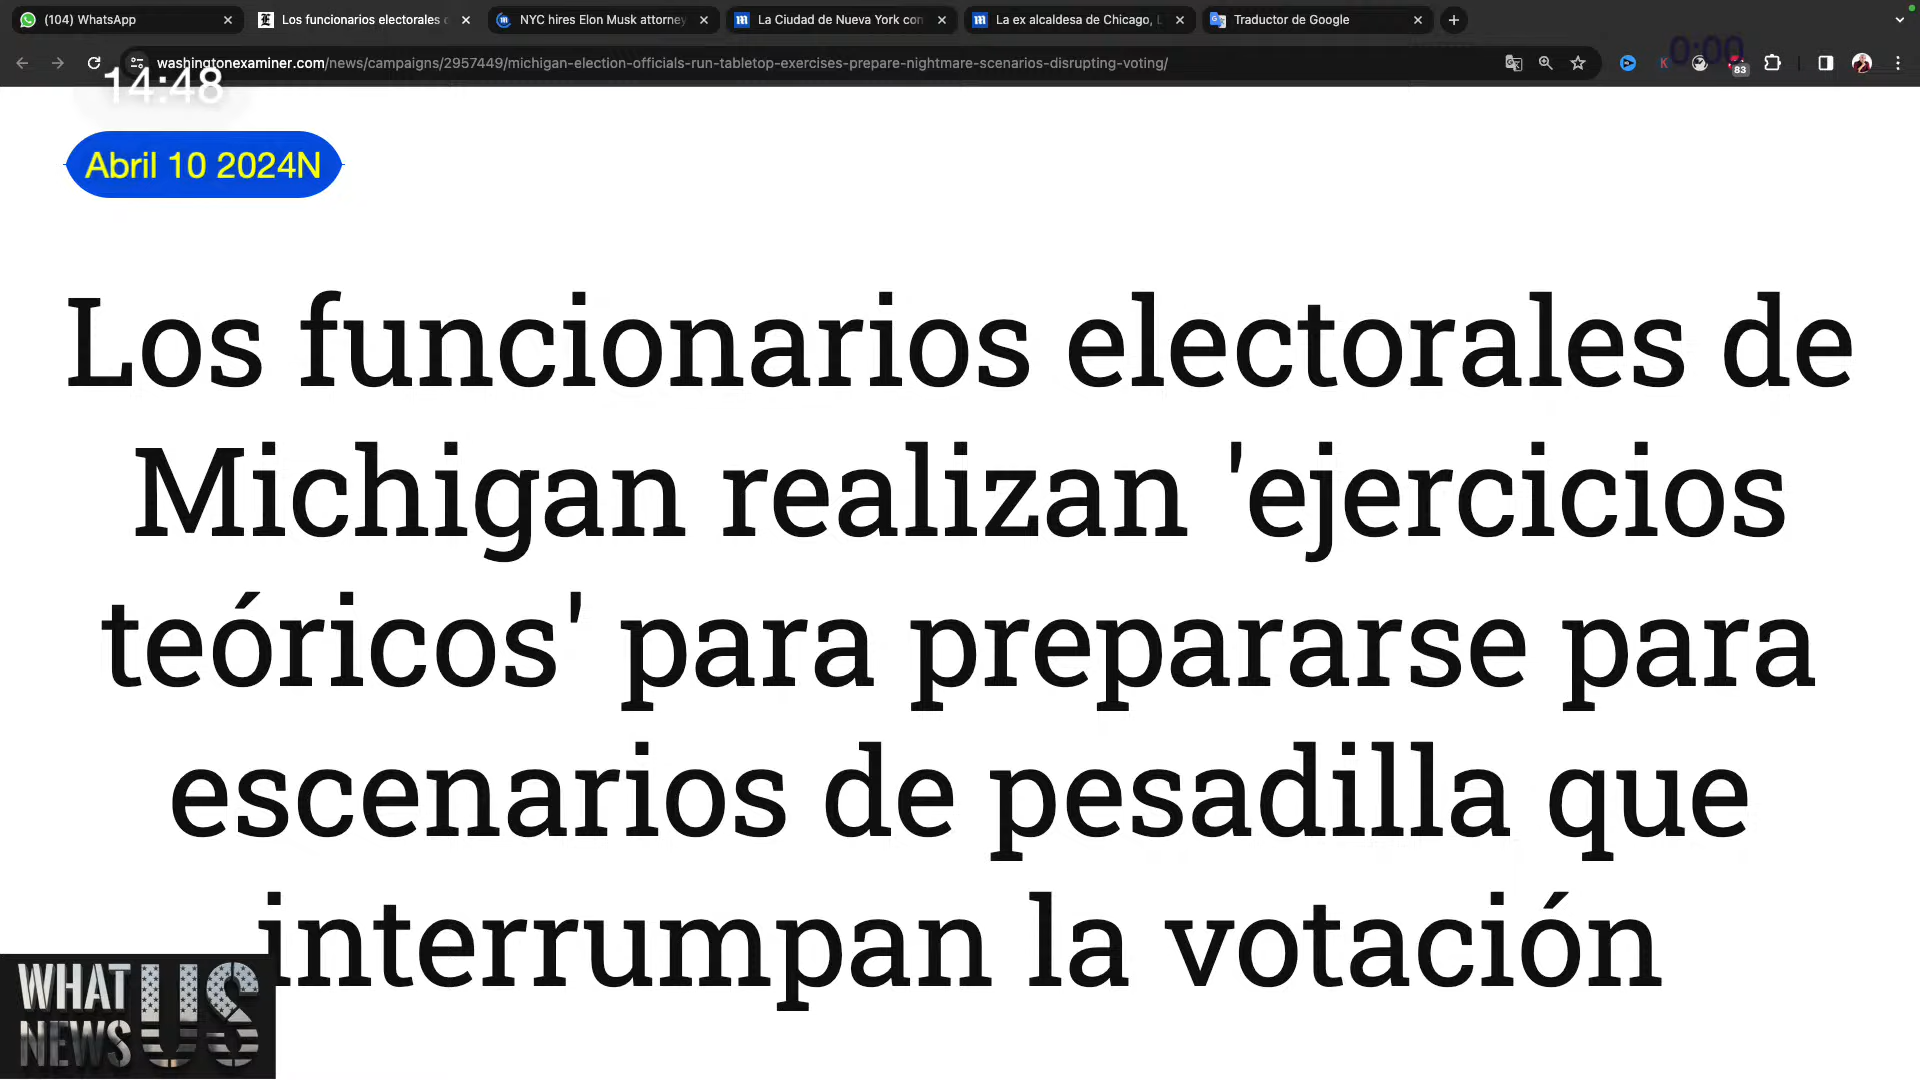 (104) WhatsApp
Los funcionarios electorales
NYC hires Elon Musk attorney
La Ciudad de Nueva York con
La ex alcaldesa de Chicago, L
Traductor de Google
washingtonexaminer.com/news/campaigns/2957449/michigan-election-officials-run-tabletop-exercises-prepare-nightmare-scenarios-disrupting-voting/
0:00
83
14:48
Abril 10 2024N
Los funcionarios electorales de
Michigan realizan 'ejercicios
teóricos' para prepararse para
escenarios de pesadilla que
interrumpan la votación
WHAT
NEWS
US